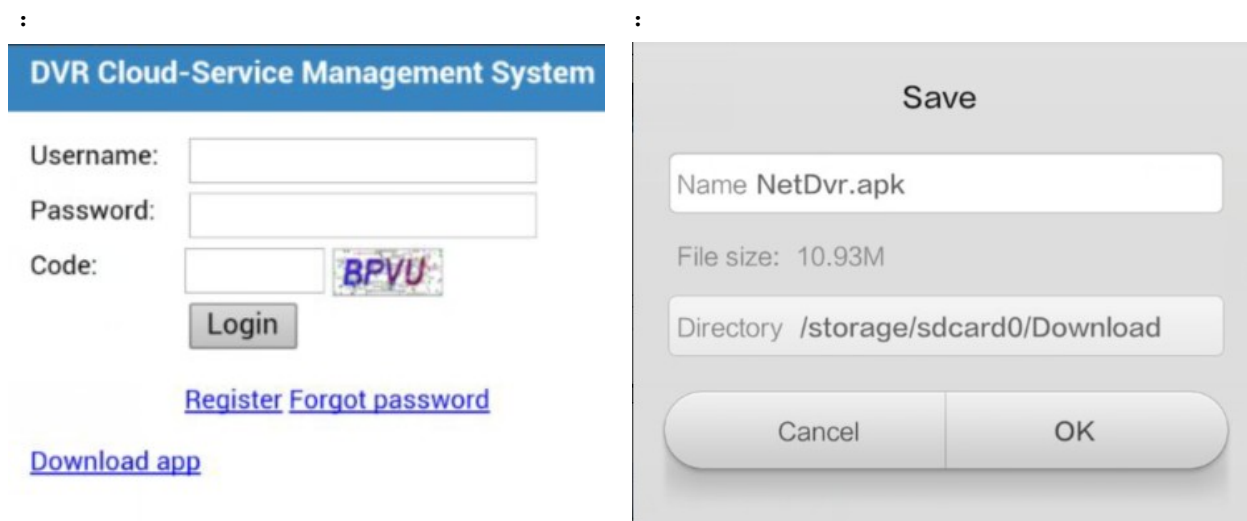 :
DVR Cloud-Service Management System
Username:
Password:
Code:
BPVU
Login
Register Forgot password
Download app
:
Save
Name NetDvr.apk
File size: 10.93M
Directory /storage/sdcard0/Download
Cancel
OK